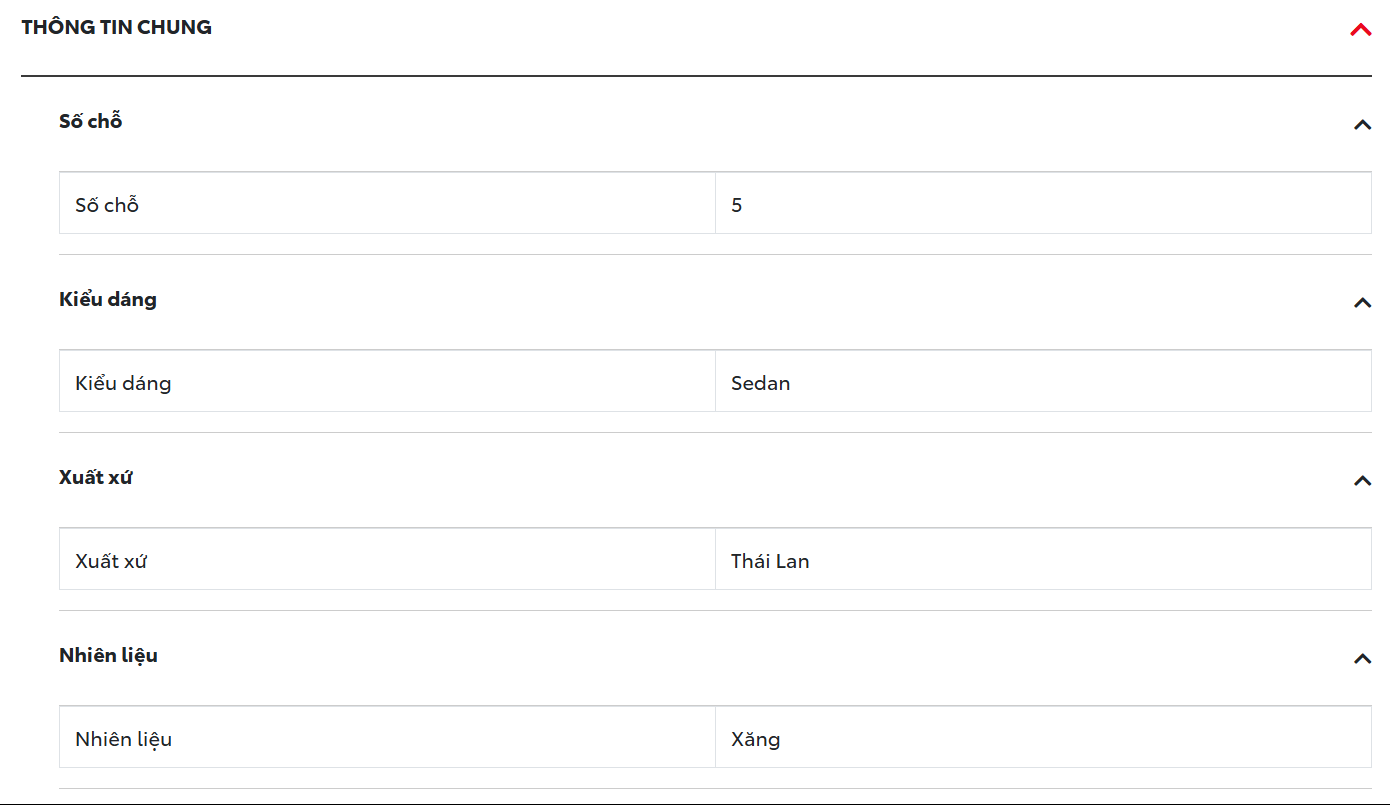 THÔNG TIN CHUNG
Số chỗ
Số chỗ 5
Kiểu dáng
Kiểu dáng Sedan
Xuất xứ
Xuất xứ Thái Lan
Nhiên liệu
Nhiên liệu Xăng